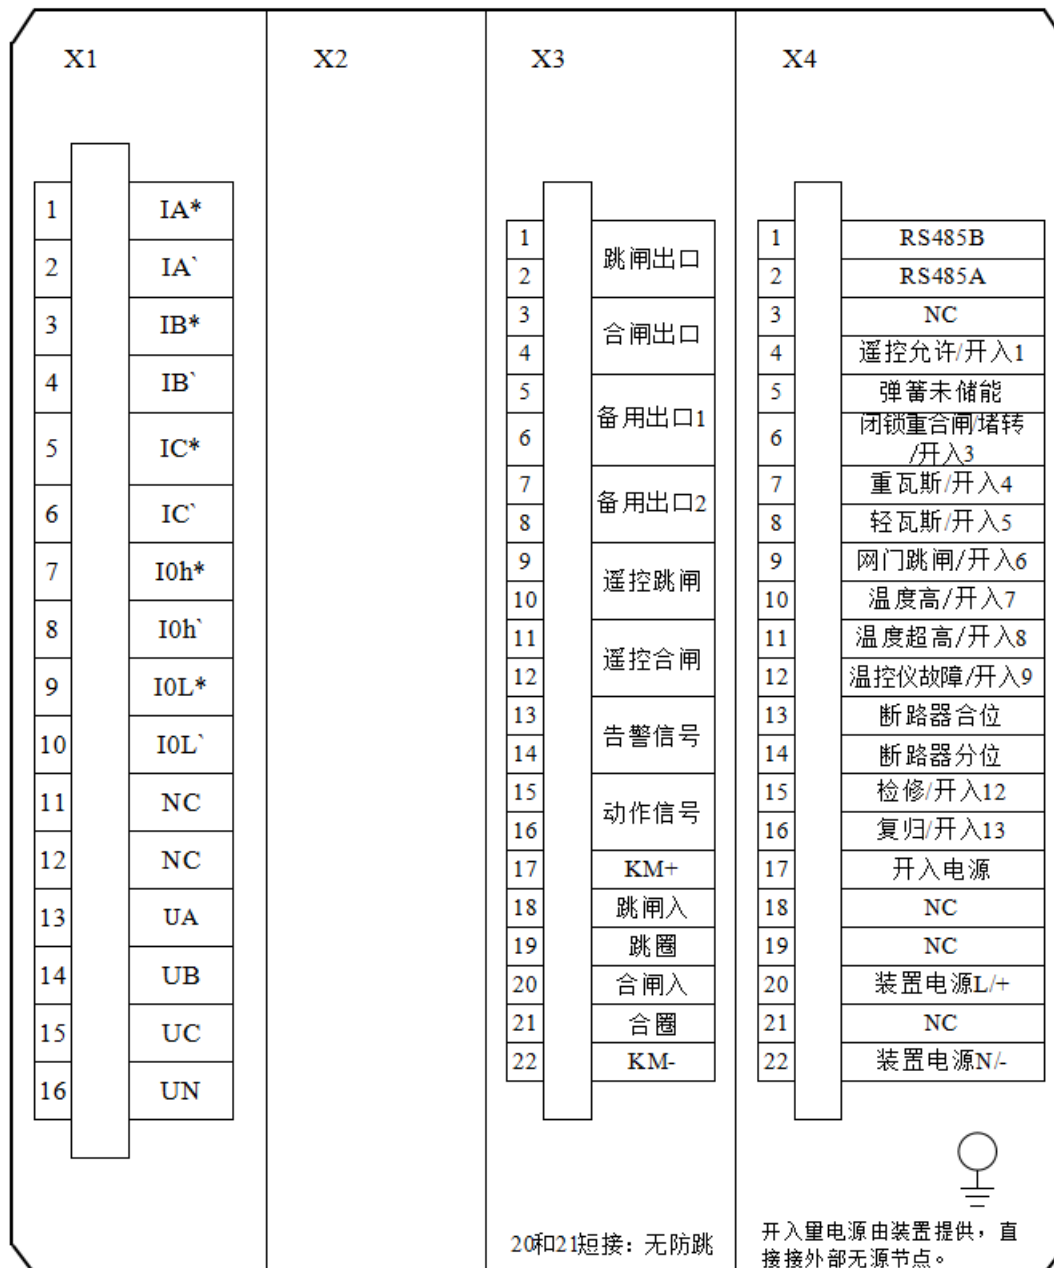 X1
X2
X3
X4
1 IA*
2 IA`
3 IB*
4 IB`
5 IC*
6 IC`
7 I0h*
8 I0h`
9 I0L*
10 I0L`
11 NC
12 NC
13 UA
14 UB
15 UC
16 UN
1
跳闸出口
2
3
合闸出口
4
5
备用出口1
6
7
备用出口2
8
9
遥控跳闸
10
11
遥控合闸
12
13
告警信号
14
15
动作信号
16
17 KM+
18 跳闸入
19 跳圈
20 合闸入
21 合圈
22 KM-
20和21短接：无防跳
1 RS485B
2 RS485A
3 NC
4 遥控允许/开入1
5 弹簧未储能
6 闭锁重合闸/堵转
/开入3
7 重瓦斯/开入4
8 轻瓦斯/开入5
9 网门跳闸/开入6
10 温度高/开入7
11 温度超高/开入8
12 温控仪故障/开入9
13 断路器合位
14 断路器分位
15 检修/开入12
16 复归/开入13
17 开入电源
18 NC
19 NC
20 装置电源L/+
21 NC
22 装置电源N/-
开入量电源由装置提供，直
接接外部无源节点。